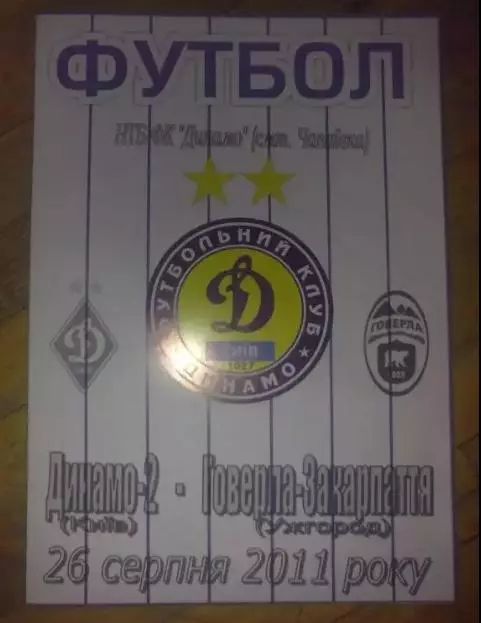 ФУТБОЛ
НТБ ФК "Динамо" (смт. Чапаївка)
ФУТБОЛЬНИЙ КЛУБ
Д
1927
ДИНАМО
Д
ГОВЕРЛА
Динамо-2 - Говерла-Закарпаття
(Київ) (Ужгород)
26 серпня 2011 року